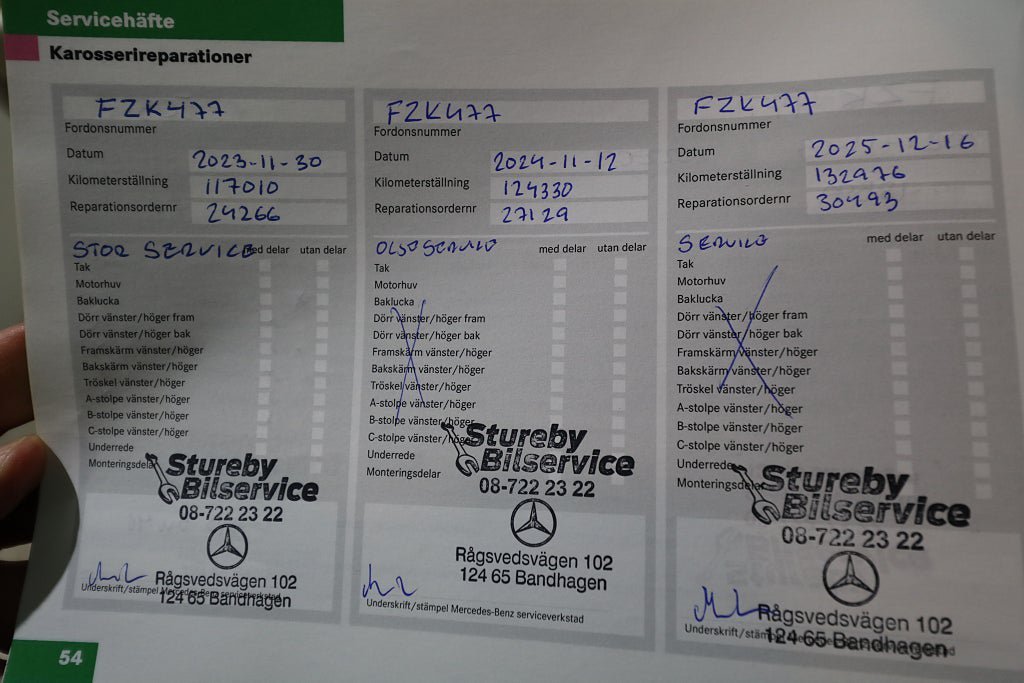 Servicehäfte
Karosserireparationer
FZK477
Fordonsnummer
Datum 2023-11-30
Kilometerställning 117010
Reparationsordernr 24266
STOR SERVICE med delar utan delar
Tak
Motorhuv
Baklucka
Dörr vänster/höger fram
Dörr vänster/höger bak
Framskärm vänster/höger
Bakskärm vänster/höger
Tröskel vänster/höger
A-stolpe vänster/höger
B-stolpe vänster/höger
C-stolpe vänster/höger
Underrede
Monteringsdelar
Stureby
Bilservice
08-722 23 22
Rågsvedsvägen 102
124 65 Bandhagen
Underskrift/stämpel Mercedes-Benz serviceverkstad
FZK477
Fordonsnummer
Datum 2024-11-12
Kilometerställning 124330
Reparationsordernr 27129
med delar utan delar
Tak
Motorhuv
Baklucka
Dörr vänster/höger fram
Dörr vänster/höger bak
Framskärm vänster/höger
Bakskärm vänster/höger
Tröskel vänster/höger
A-stolpe vänster/höger
B-stolpe vänster/höger
C-stolpe vänster/höger
Underrede
Monteringsdelar
Stureby
Bilservice
08-722 23 22
Rågsvedsvägen 102
124 65 Bandhagen
Underskrift/stämpel Mercedes-Benz serviceverkstad
FZK477
Fordonsnummer
Datum 2025-12-16
Kilometerställning 132976
Reparationsordernr 30493
SERVICE med delar utan delar
Tak
Motorhuv
Baklucka
Dörr vänster/höger fram
Dörr vänster/höger bak
Framskärm vänster/höger
Bakskärm vänster/höger
Tröskel vänster/höger
A-stolpe vänster/höger
B-stolpe vänster/höger
C-stolpe vänster/höger
Underrede
Monteringsdelar
Stureby
Bilservice
08-722 23 22
Rågsvedsvägen 102
124 65 Bandhagen
Underskrift/stämpel
54